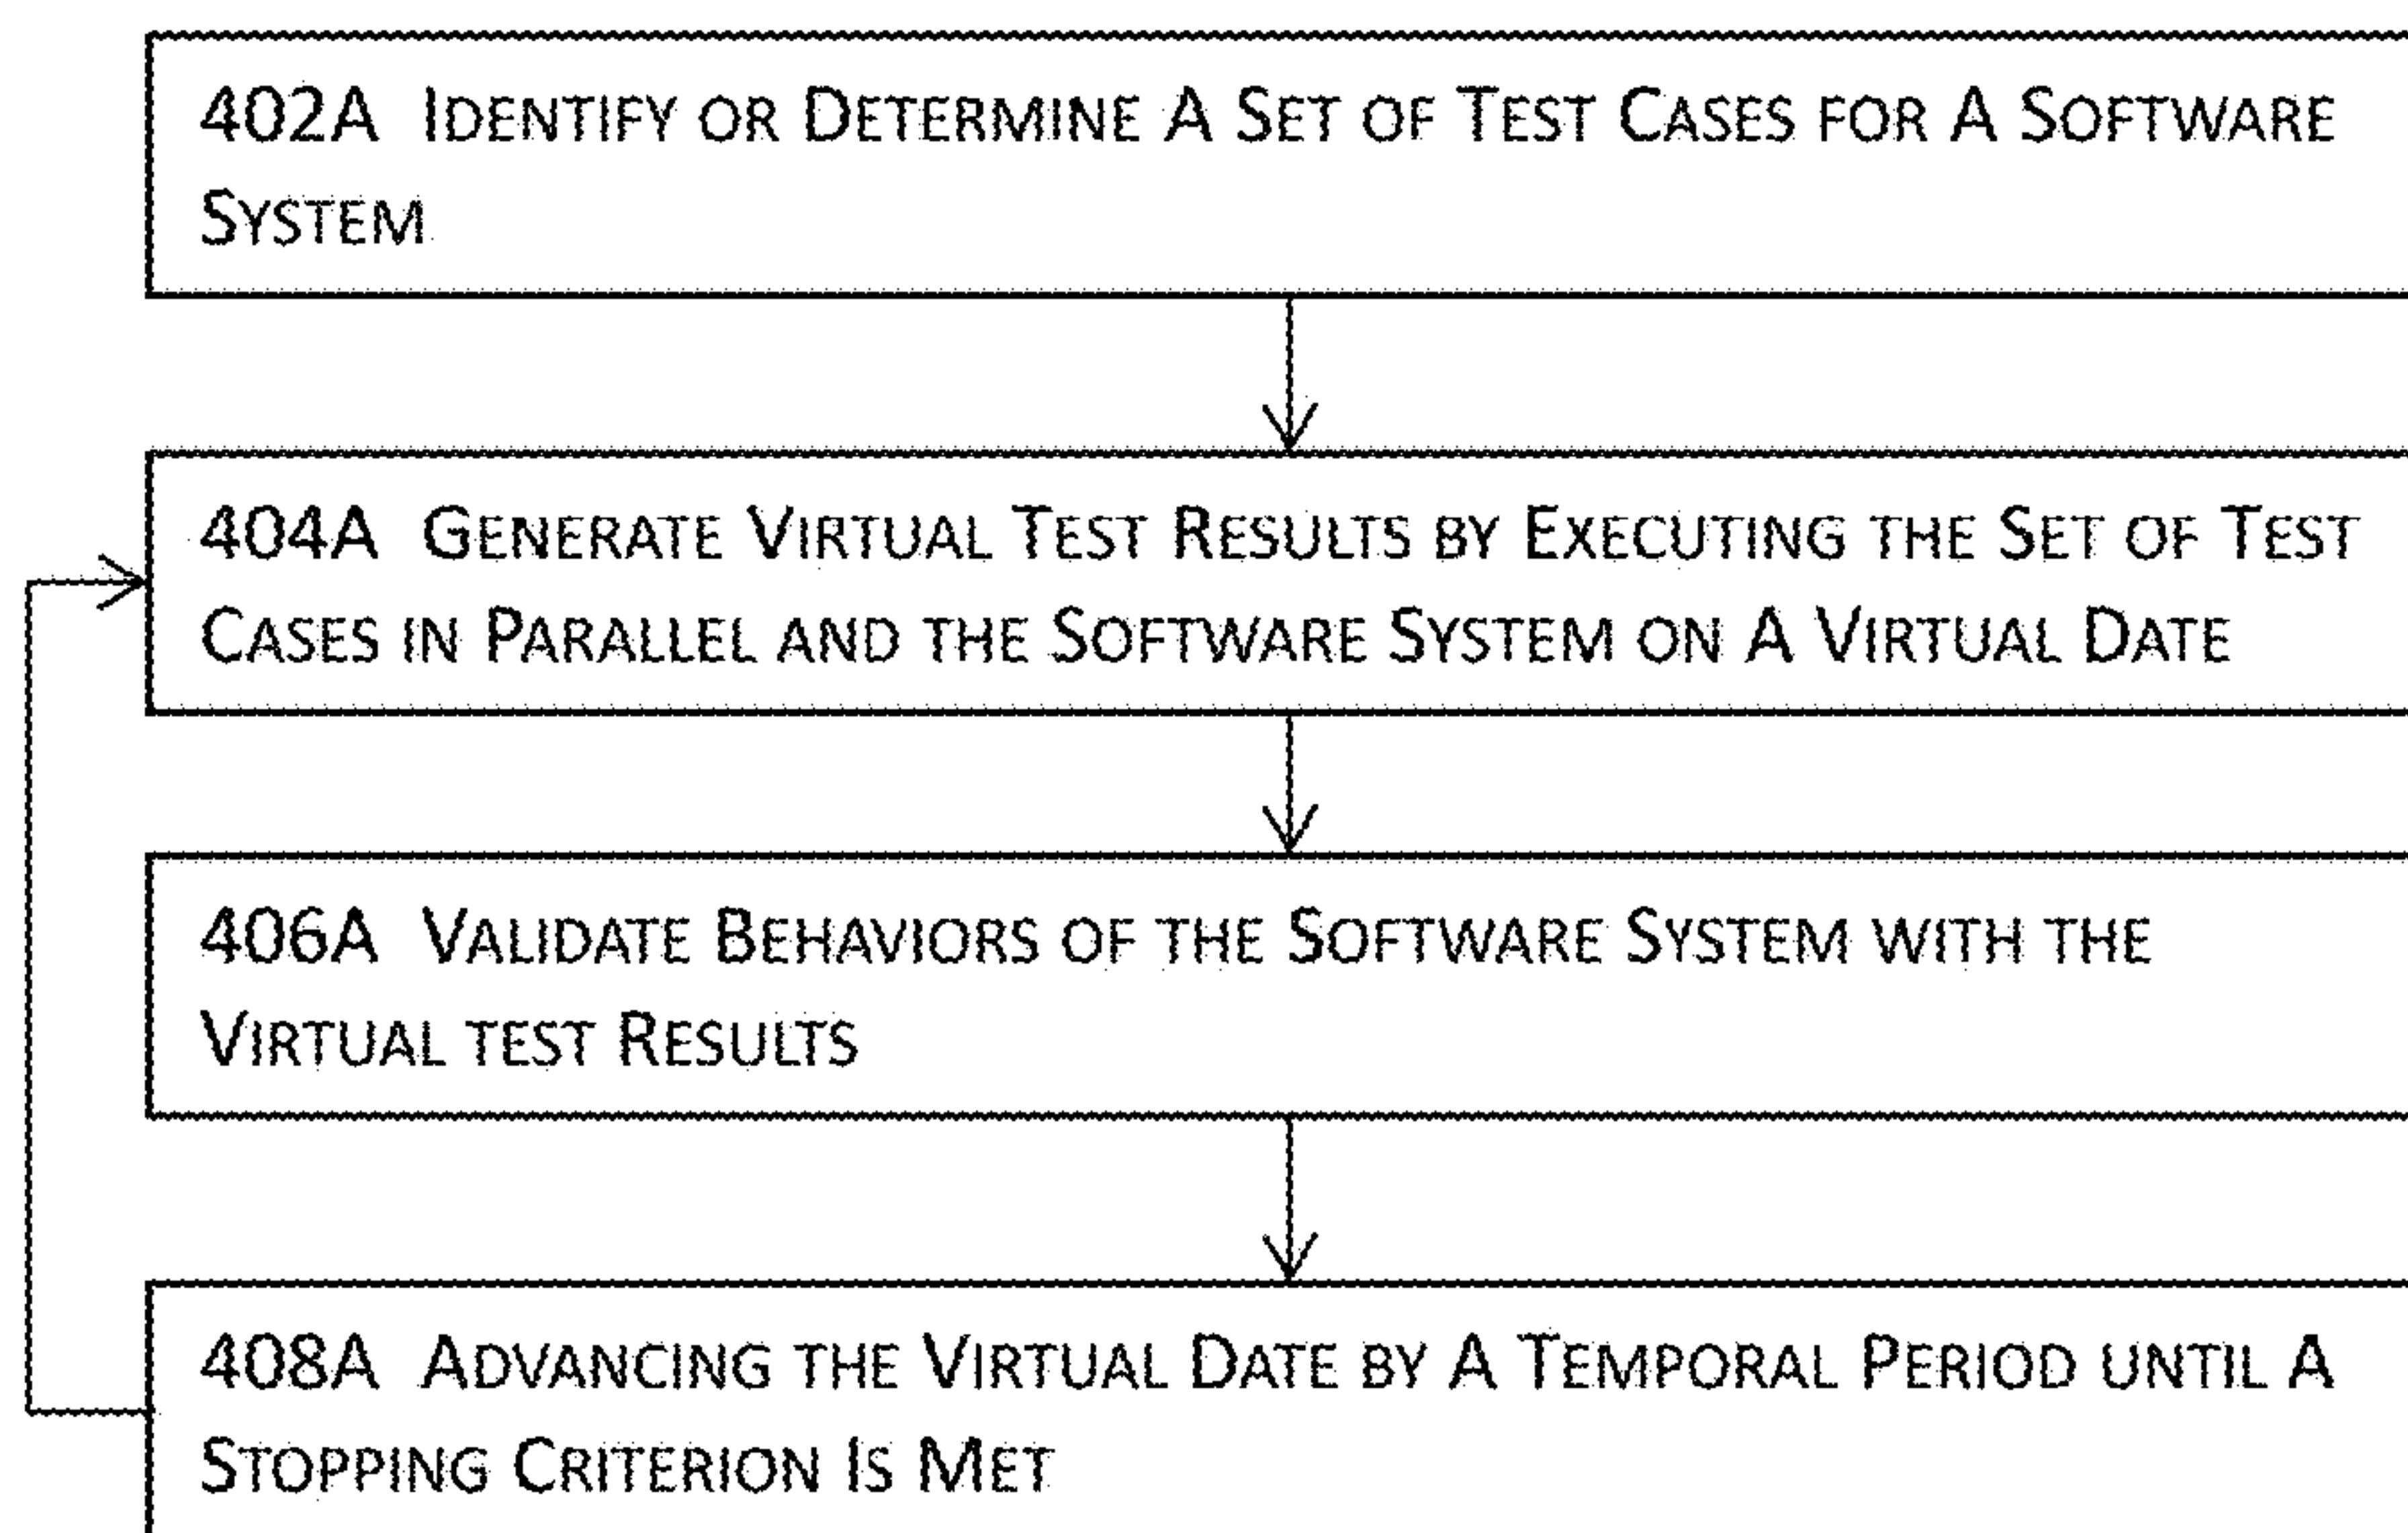 402A IDENTIFY OR DETERMINE A SET OF TEST CASES FOR A SOFTWARE
SYSTEM
404A GENERATE VIRTUAL TEST RESULTS BY EXECUTING THE SET OF TEST
CASES IN PARALLEL AND THE SOFTWARE SYSTEM ON A VIRTUAL DATE
406A VALIDATE BEHAVIORS OF THE SOFTWARE SYSTEM WITH THE
VIRTUAL TEST RESULTS
408A ADVANCING THE VIRTUAL DATE BY A TEMPORAL PERIOD UNTIL A
STOPPING CRITERION IS MET